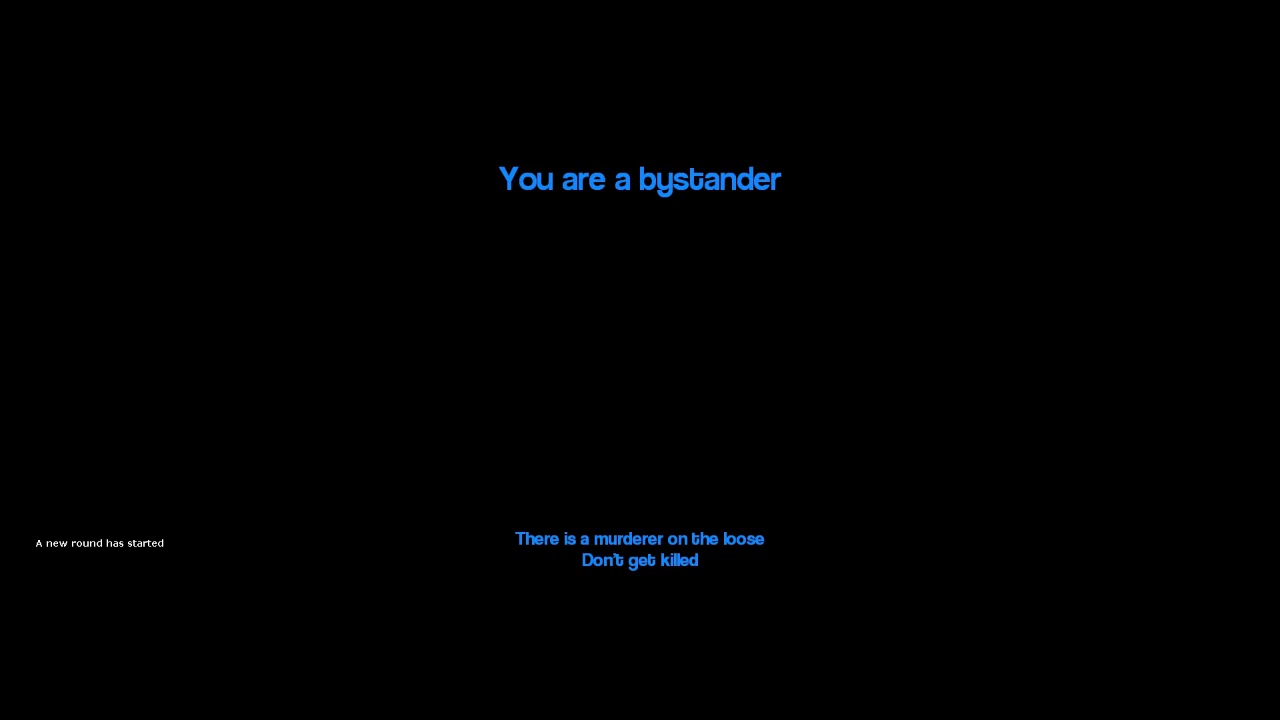 You are a bystander
There is a murderer on the loose
Don't get killed
A new round has started